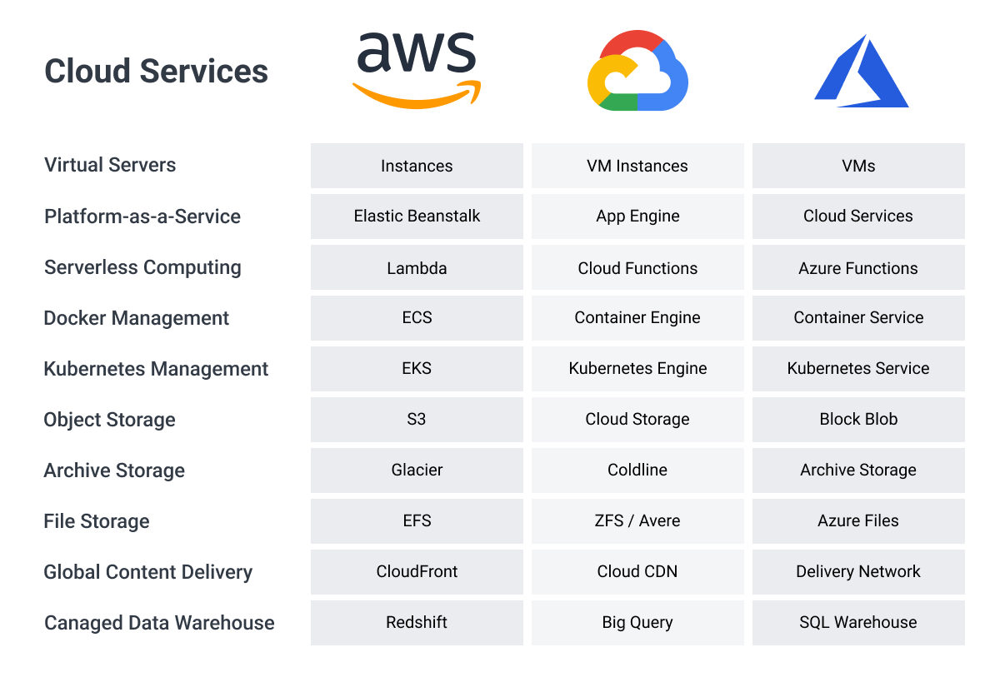 Cloud Services
aws
Virtual Servers Instances VM Instances VMs
Platform-as-a-Service Elastic Beanstalk App Engine Cloud Services
Serverless Computing Lambda Cloud Functions Azure Functions
Docker Management ECS Container Engine Container Service
Kubernetes Management EKS Kubernetes Engine Kubernetes Service
Object Storage S3 Cloud Storage Block Blob
Archive Storage Glacier Coldline Archive Storage
File Storage EFS ZFS / Avere Azure Files
Global Content Delivery CloudFront Cloud CDN Delivery Network
Canaged Data Warehouse Redshift Big Query SQL Warehouse